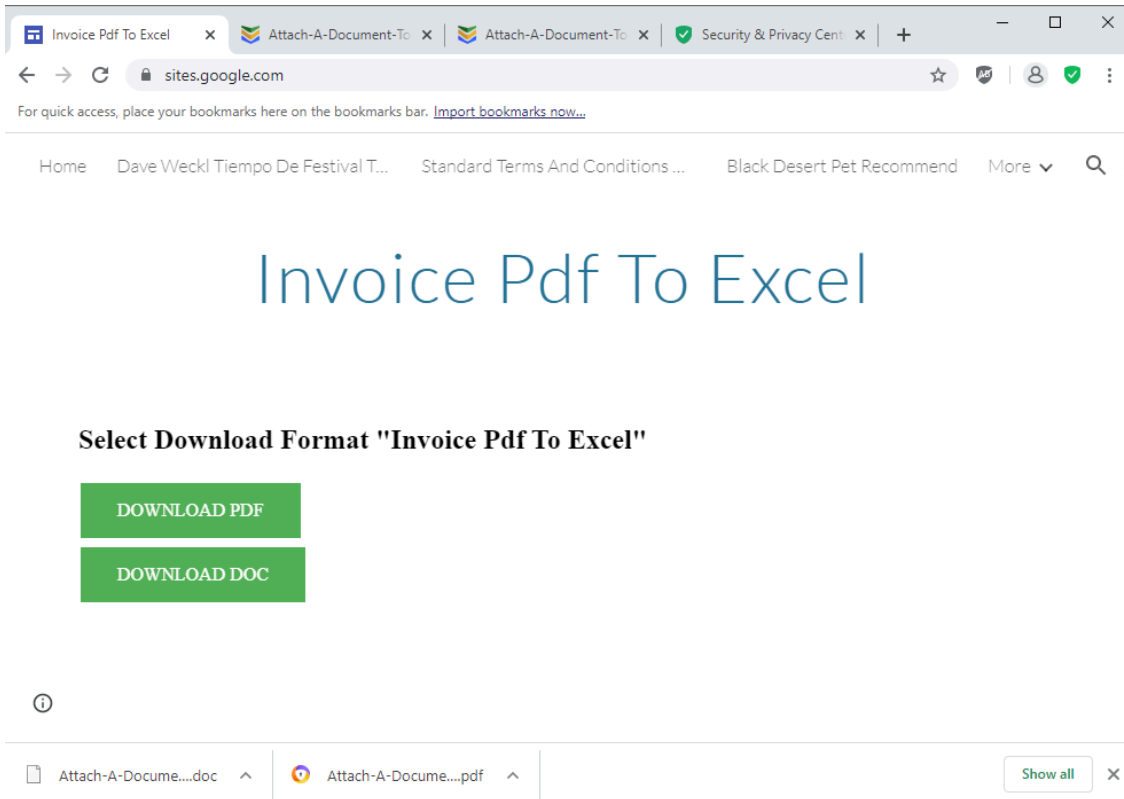 Invoice Pdf To Excel
Attach-A-Document-To
Attach-A-Document-To
Security & Privacy Cent
sites.google.com
For quick access, place your bookmarks here on the bookmarks bar. Import bookmarks now...
Home
Dave Weckl Tiempo De Festival T...
Standard Terms And Conditions ...
Black Desert Pet Recommend
More
Invoice Pdf To Excel
Select Download Format "Invoice Pdf To Excel"
DOWNLOAD PDF
DOWNLOAD DOC
Attach-A-Docume....doc
Attach-A-Docume....pdf
Show all